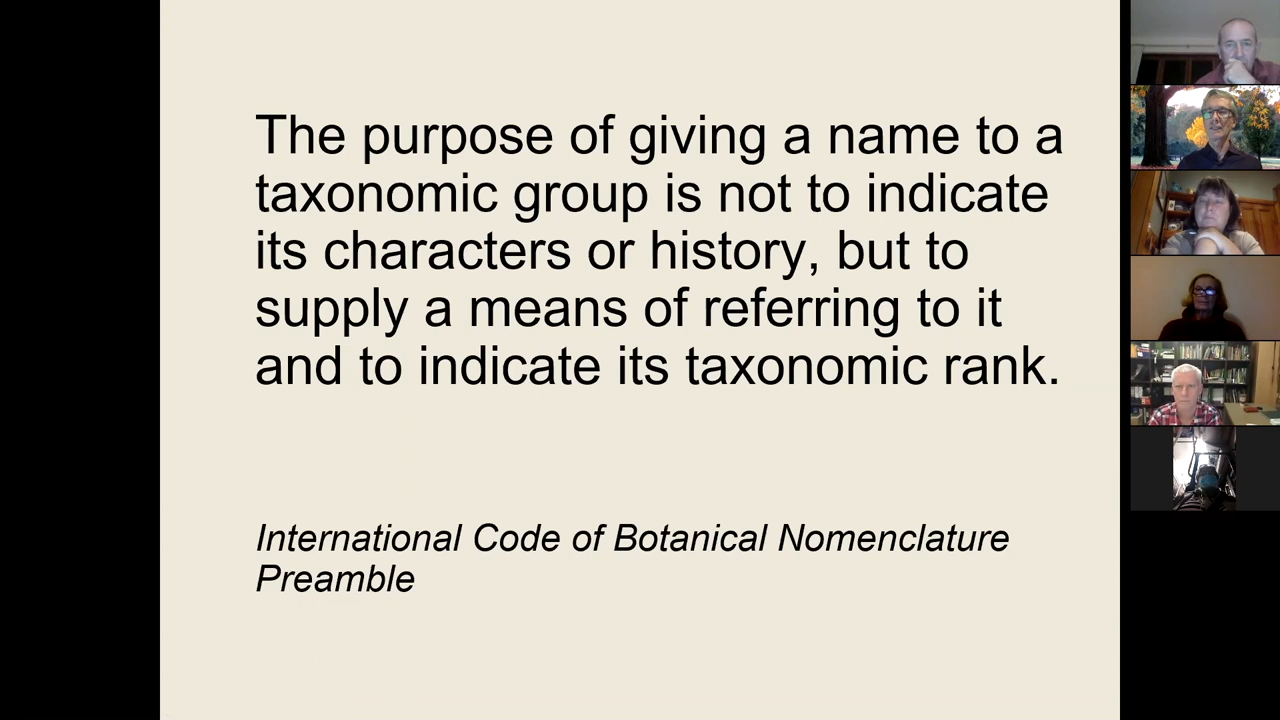 The purpose of giving a name to a
taxonomic group is not to indicate
its characters or history, but to
supply a means of referring to it
and to indicate its taxonomic rank.
International Code of Botanical Nomenclature
Preamble